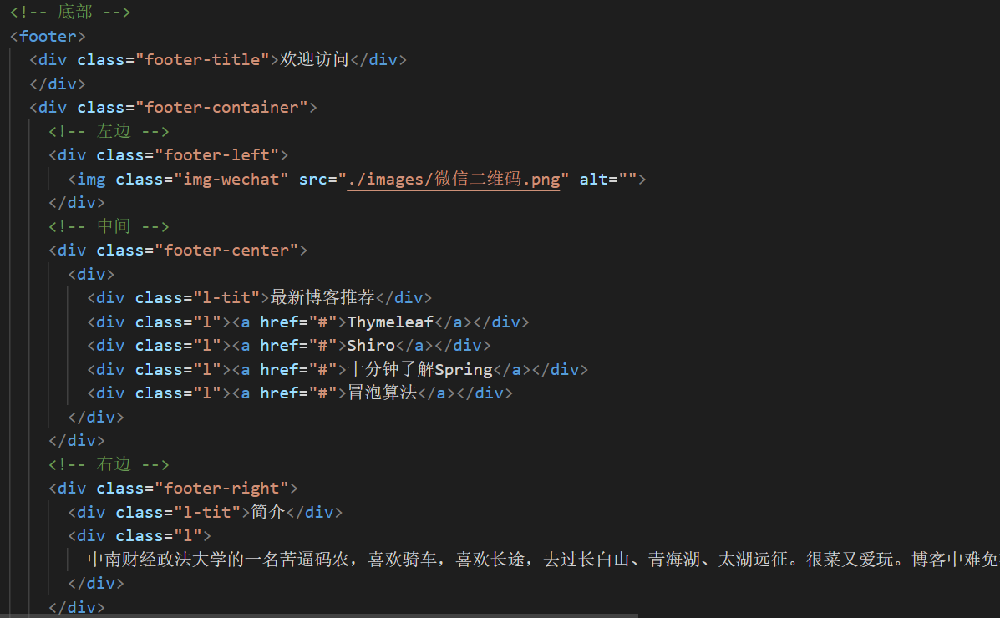 <!-- 底部 -->
<footer>
<div class="footer-title">欢迎访问</div>
</div>
<div class="footer-container">
<!-- 左边 -->
<div class="footer-left">
<img class="img-wechat" src="./images/微信二维码.png" alt="">
</div>
<!-- 中间 -->
<div class="footer-center">
<div>
<div class="l-tit">最新博客推荐</div>
<div class="l"><a href="#">Thymeleaf</a></div>
<div class="l"><a href="#">Shiro</a></div>
<div class="l"><a href="#">十分钟了解Spring</a></div>
<div class="l"><a href="#">冒泡算法</a></div>
</div>
</div>
<!-- 右边 -->
<div class="footer-right">
<div class="l-tit">简介</div>
<div class="l">
中南财经政法大学的一名苦逼码农，喜欢骑车，喜欢长途，去过长白山、青海湖、太湖远征。很菜又爱玩。博客中难免
</div>
</div>